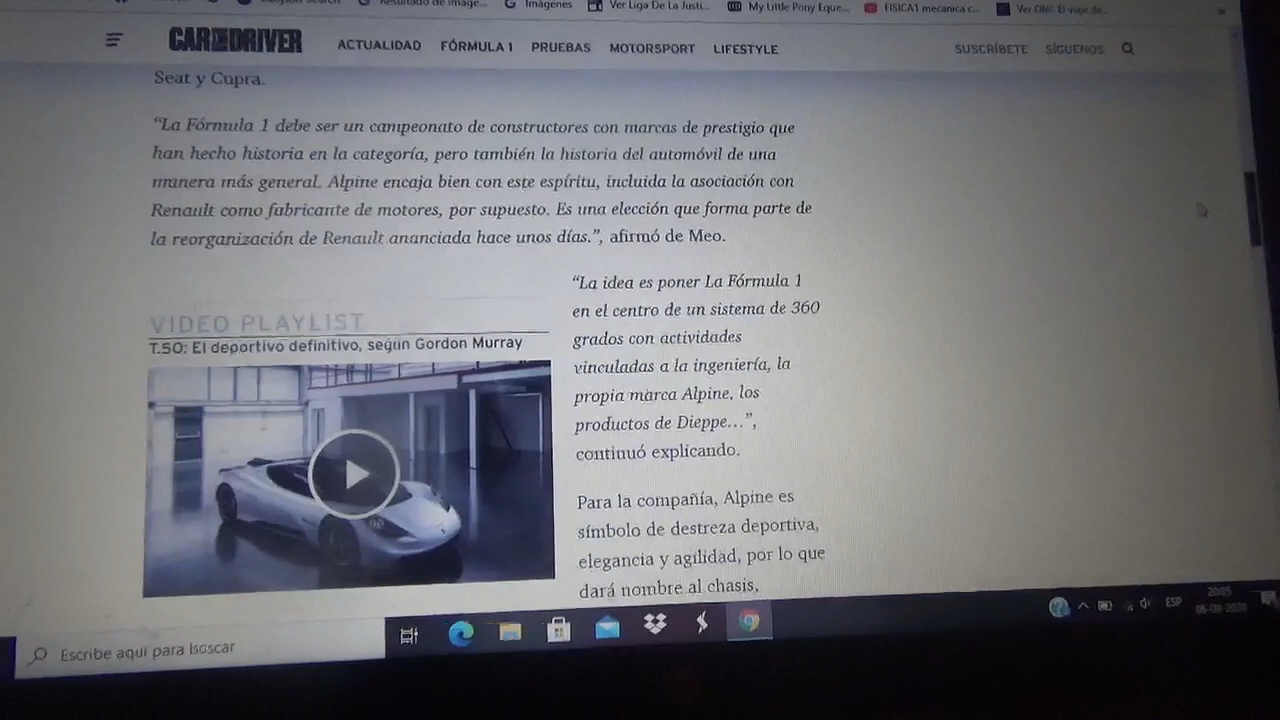 Resultado de image...
Imágenes
Ver Liga De La Justi...
My Little Pony Eque...
FISICA1 mecanica c...
CAR AND DRIVER
ACTUALIDAD FÓRMULA 1 PRUEBAS MOTORSPORT LIFESTYLE
SUSCRÍBETE SÍGUENOS
Seat y Cupra.
“La Fórmula 1 debe ser un campeonato de constructores con marcas de prestigio que
han hecho historia en la categoría, pero también la historia del automóvil de una
manera más general. Alpine encaja bien con este espíritu, incluida la asociación con
Renault como fabricante de motores, por supuesto. Es una elección que forma parte de
la reorganización de Renault ananciada hace unos días.”, afirmó de Meo.
VIDEO PLAYLIST
T.50: El deportivo definitivo, según Gordon Murray
“La idea es poner La Fórmula 1
en el centro de un sistema de 360
grados con actividades
vinculadas a la ingeniería, la
propia marca Alpine, los
productos de Dieppe...”,
continuó explicando.
Para la compañía, Alpine es
símbolo de destreza deportiva,
elegancia y agilidad, por lo que
dará nombre al chasis,
Escribe aquí para buscar
ESP
20:05